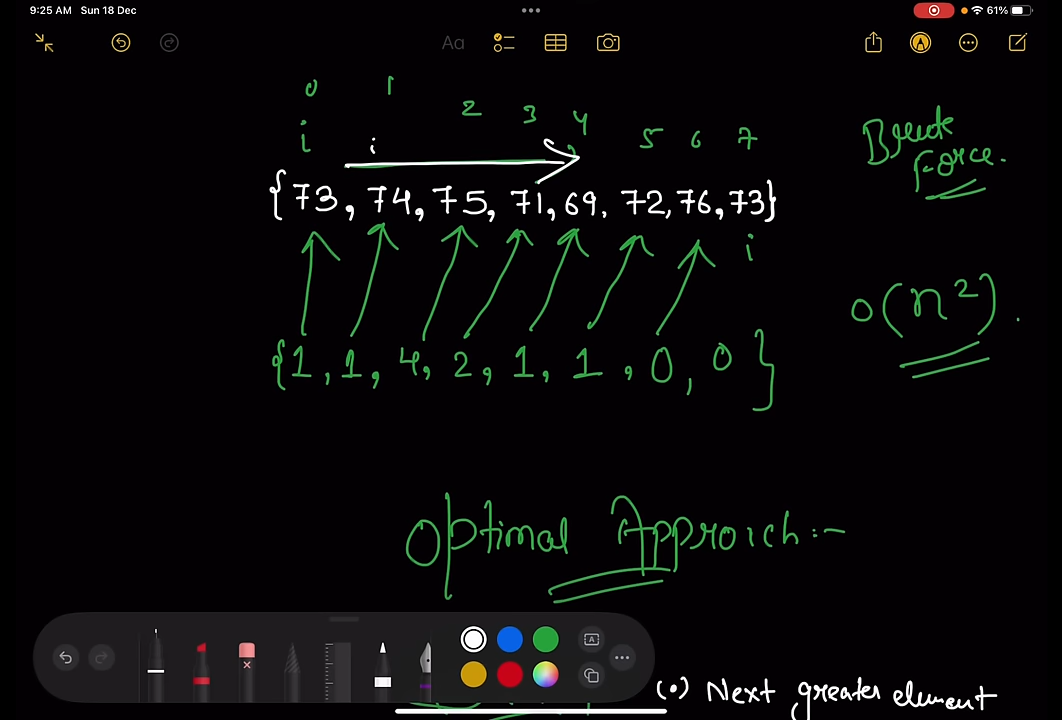 9:25 AM Sun 18 Dec
61%
Aa
0 1 2 3 4 5 6 7
i i
{73, 74, 75, 71, 69, 72, 76, 73}
i
{1, 1, 4, 2, 1, 1, 0, 0}
Brute
Force.
O(n²).
Optimal Approach :-
A
(•) Next greater element